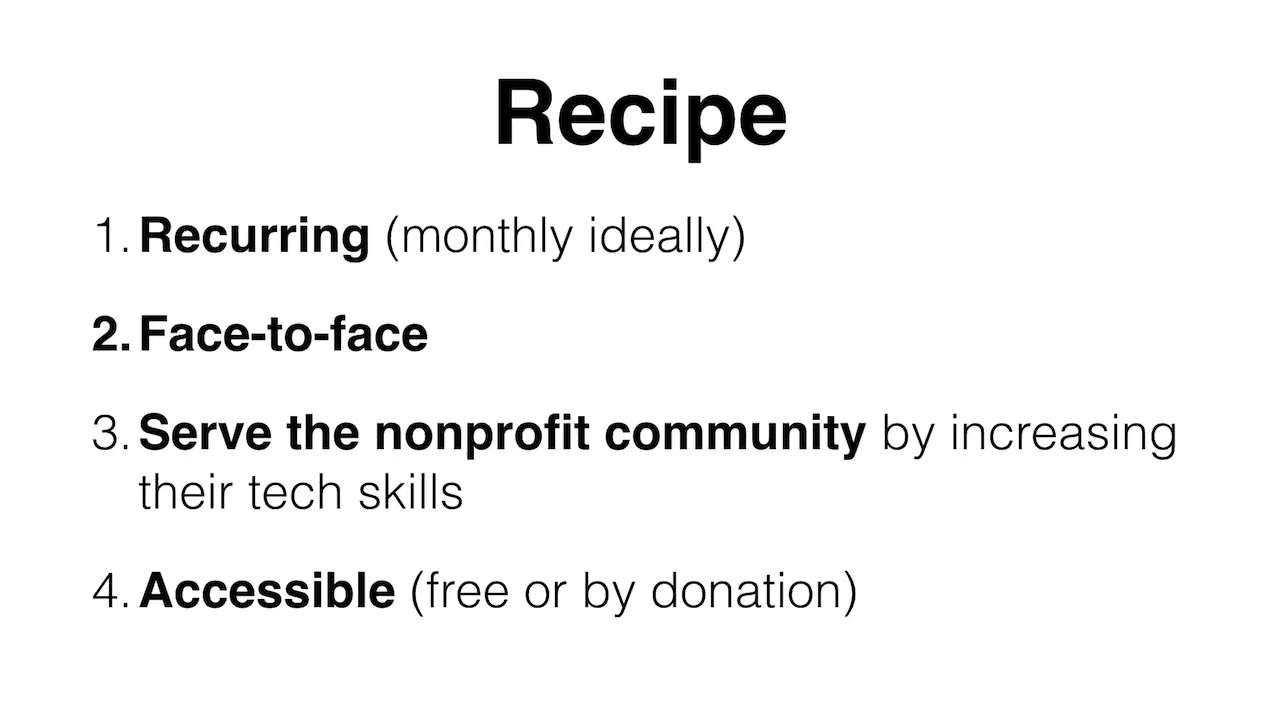 Recipe
1. Recurring (monthly ideally)
2. Face-to-face
3. Serve the nonprofit community by increasing
their tech skills
4. Accessible (free or by donation)